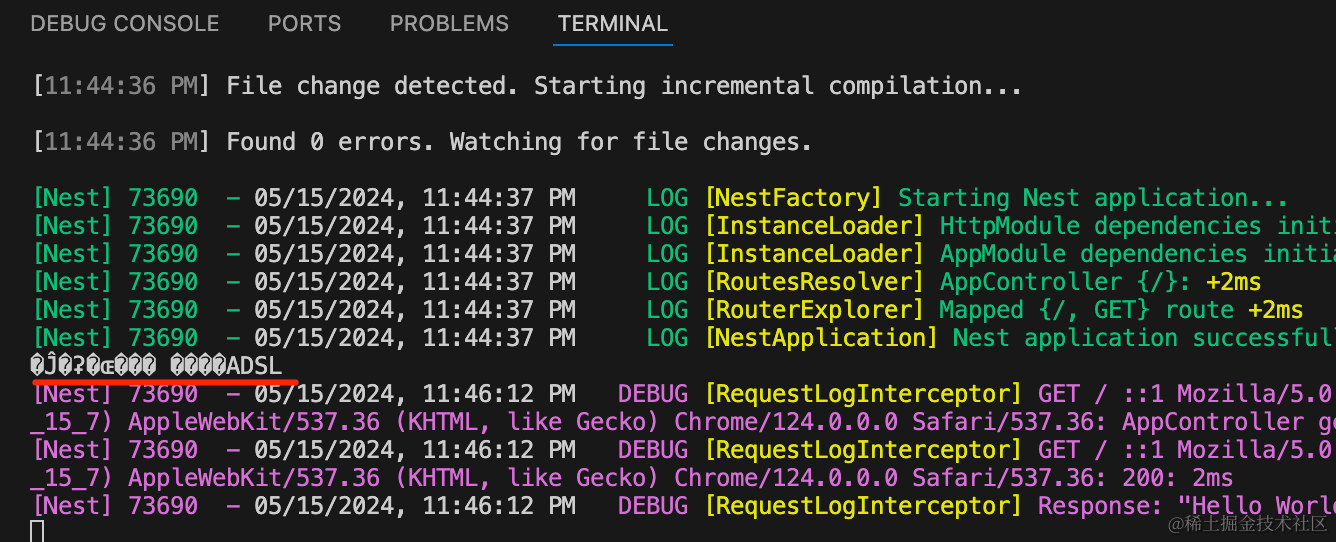 DEBUG CONSOLE PORTS PROBLEMS TERMINAL
[11:44:36 PM] File change detected. Starting incremental compilation...
[11:44:36 PM] Found 0 errors. Watching for file changes.
[Nest] 73690 - 05/15/2024, 11:44:37 PM LOG [NestFactory] Starting Nest application...
[Nest] 73690 - 05/15/2024, 11:44:37 PM LOG [InstanceLoader] HttpModule dependencies initi
[Nest] 73690 - 05/15/2024, 11:44:37 PM LOG [InstanceLoader] AppModule dependencies initia
[Nest] 73690 - 05/15/2024, 11:44:37 PM LOG [RoutesResolver] AppController {/}: +2ms
[Nest] 73690 - 05/15/2024, 11:44:37 PM LOG [RouterExplorer] Mapped {/, GET} route +2ms
[Nest] 73690 - 05/15/2024, 11:44:37 PM LOG [NestApplication] Nest application successful
�Ĵ�ʡ�ɶ��� ����ADSL
[Nest] 73690 - 05/15/2024, 11:46:12 PM DEBUG [RequestLogInterceptor] GET / ::1 Mozilla/5.0
_15_7) AppleWebKit/537.36 (KHTML, like Gecko) Chrome/124.0.0.0 Safari/537.36: AppController ge
[Nest] 73690 - 05/15/2024, 11:46:12 PM DEBUG [RequestLogInterceptor] GET / ::1 Mozilla/5.0
_15_7) AppleWebKit/537.36 (KHTML, like Gecko) Chrome/124.0.0.0 Safari/537.36: 200: 2ms
[Nest] 73690 - 05/15/2024, 11:46:12 PM DEBUG [RequestLogInterceptor] Response: "Hello World
@稀土掘金技术社区